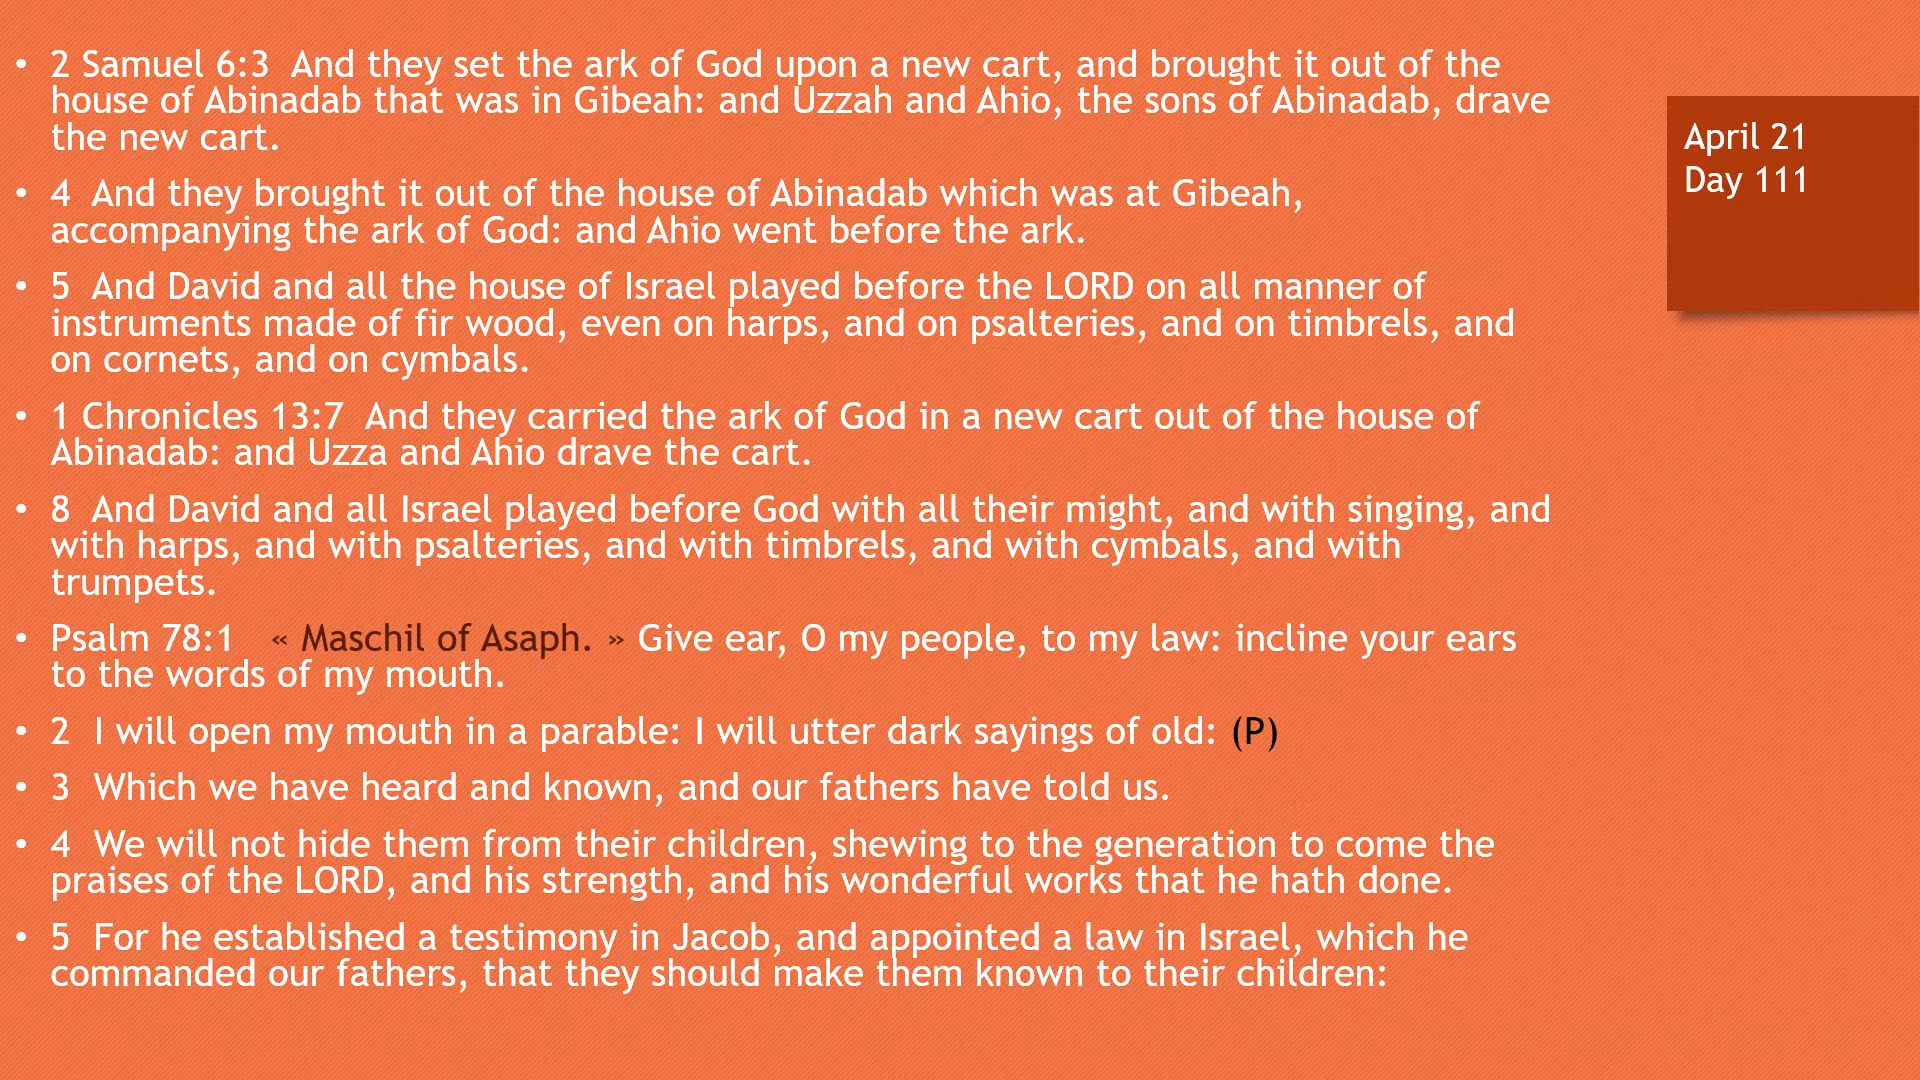 • 2 Samuel 6:3  And they set the ark of God upon a new cart, and brought it out of the
house of Abinadab that was in Gibeah: and Uzzah and Ahio, the sons of Abinadab, drave
the new cart.
• 4  And they brought it out of the house of Abinadab which was at Gibeah,
accompanying the ark of God: and Ahio went before the ark.
• 5  And David and all the house of Israel played before the LORD on all manner of
instruments made of fir wood, even on harps, and on psalteries, and on timbrels, and
on cornets, and on cymbals.
• 1 Chronicles 13:7  And they carried the ark of God in a new cart out of the house of
Abinadab: and Uzza and Ahio drave the cart.
• 8  And David and all Israel played before God with all their might, and with singing, and
with harps, and with psalteries, and with timbrels, and with cymbals, and with
trumpets.
• Psalm 78:1   « Maschil of Asaph. » Give ear, O my people, to my law: incline your ears
to the words of my mouth.
• 2  I will open my mouth in a parable: I will utter dark sayings of old: (P)
• 3  Which we have heard and known, and our fathers have told us.
• 4  We will not hide them from their children, shewing to the generation to come the
praises of the LORD, and his strength, and his wonderful works that he hath done.
• 5  For he established a testimony in Jacob, and appointed a law in Israel, which he
commanded our fathers, that they should make them known to their children:
April 21
Day 111